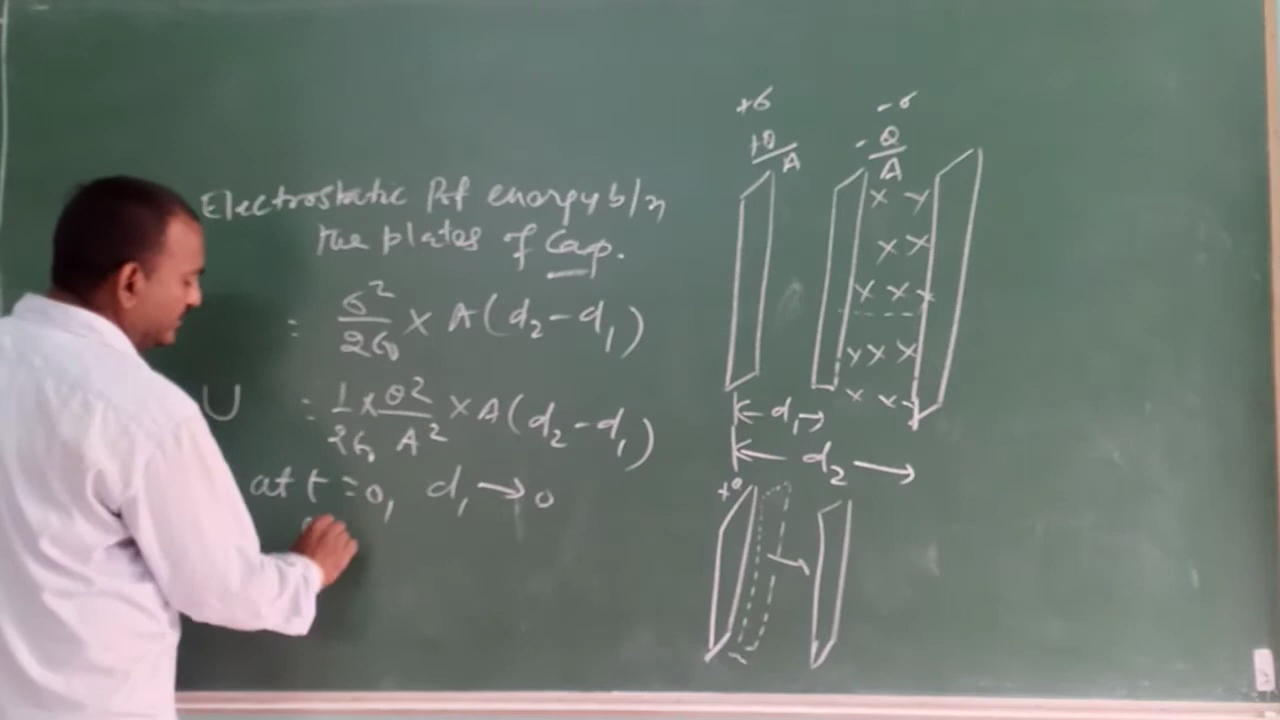 Electrostatic Pot energy b/n
the plates of Cap.
= σ²/2ε₀ × A(d₂-d₁)
U = 1/2ε₀ × Q²/A² × A(d₂-d₁)
at t=0, d₁→0
+σ -σ
+Q/A -Q/A
d₁
d₂
+Q